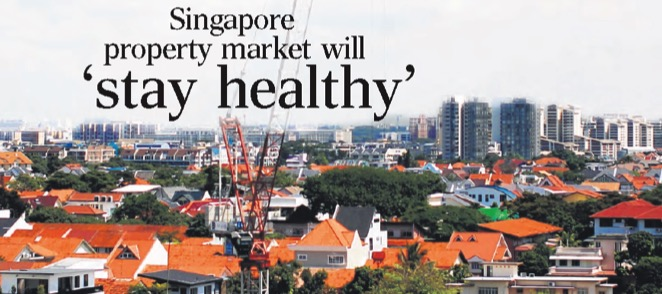 Singapore
property market will
‘stay healthy’